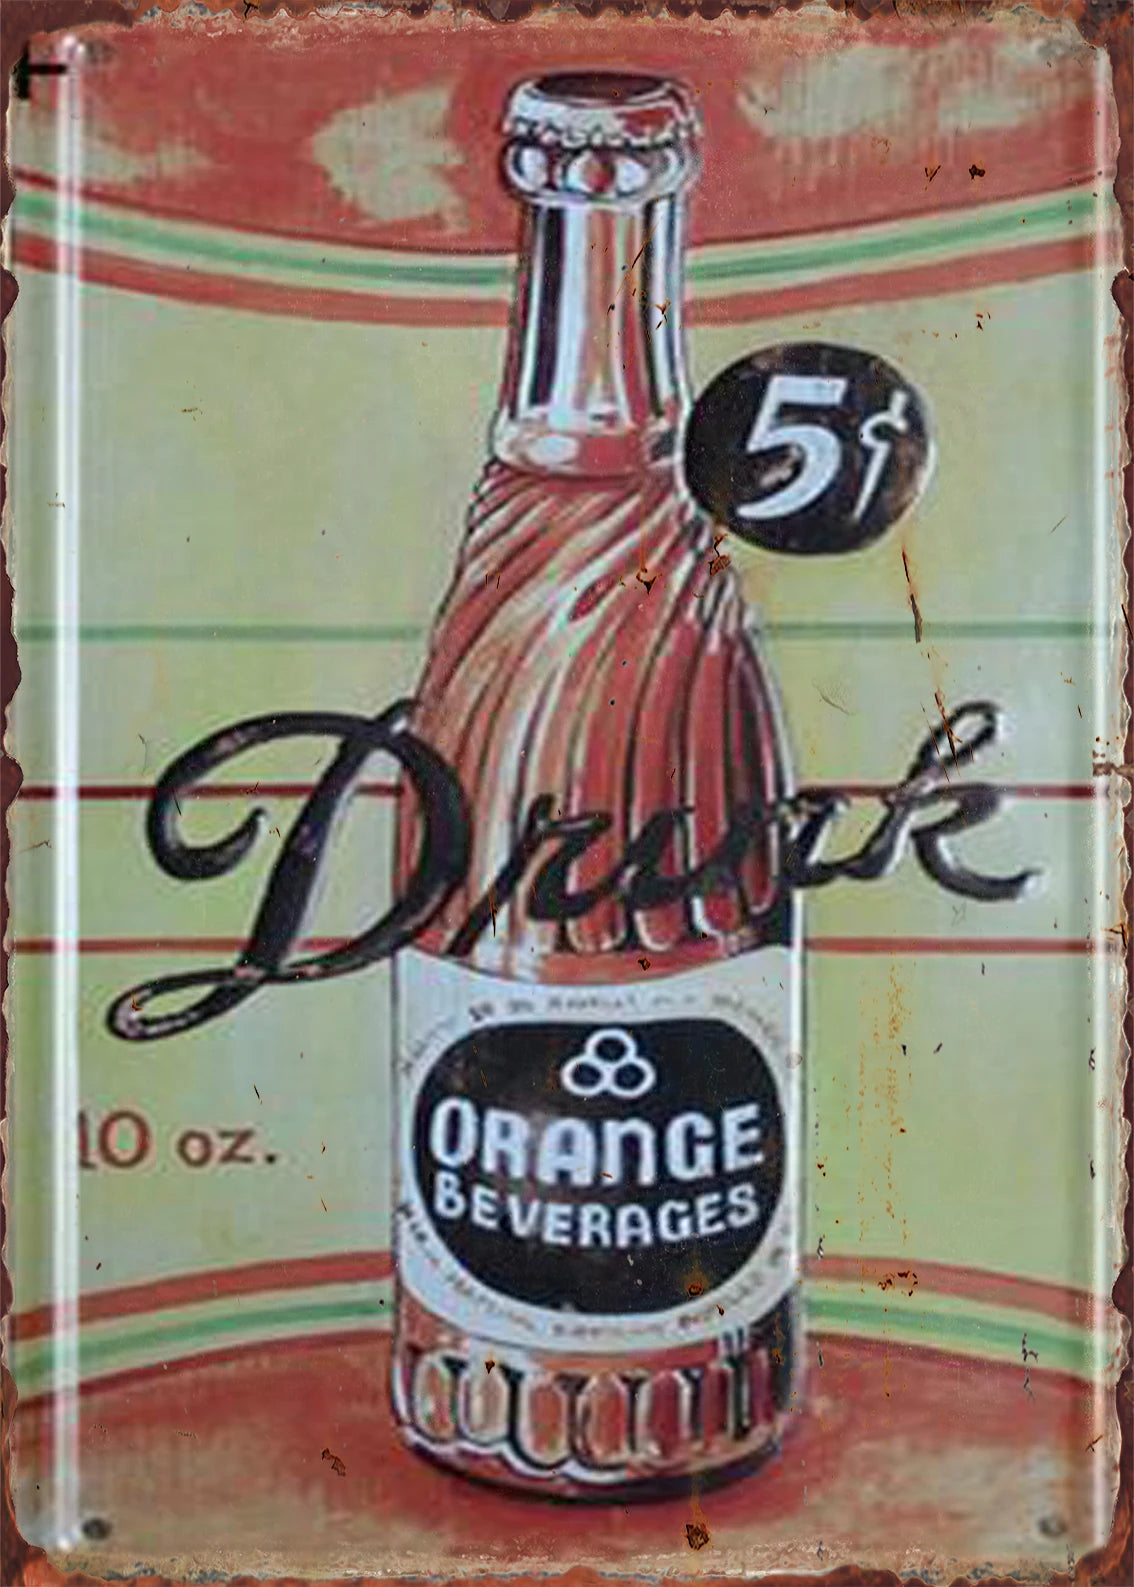 5¢
Drink
ORANGE
BEVERAGES
10 oz.